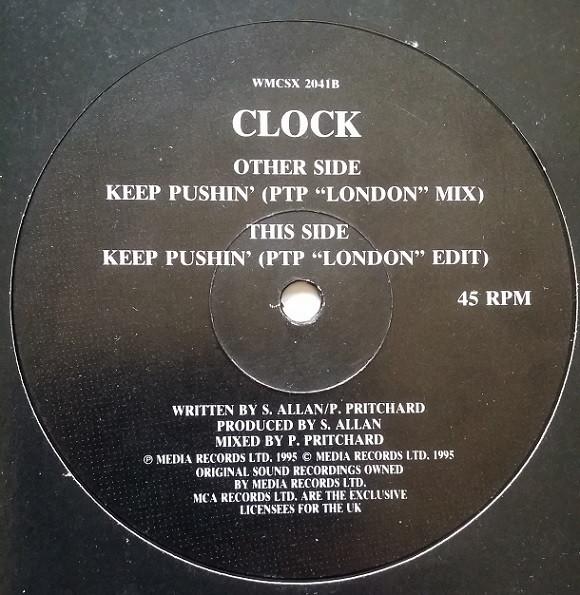 WMCSX 2041B
CLOCK
OTHER SIDE
KEEP PUSHIN' (PTP "LONDON" MIX)
THIS SIDE
KEEP PUSHIN' (PTP "LONDON" EDIT)
45 RPM
WRITTEN BY S. ALLAN/P. PRITCHARD
PRODUCED BY S. ALLAN
MIXED BY P. PRITCHARD
℗ MEDIA RECORDS LTD. 1995 © MEDIA RECORDS LTD. 1995
ORIGINAL SOUND RECORDINGS OWNED
BY MEDIA RECORDS LTD.
MCA RECORDS LTD. ARE THE EXCLUSIVE
LICENSEES FOR THE UK